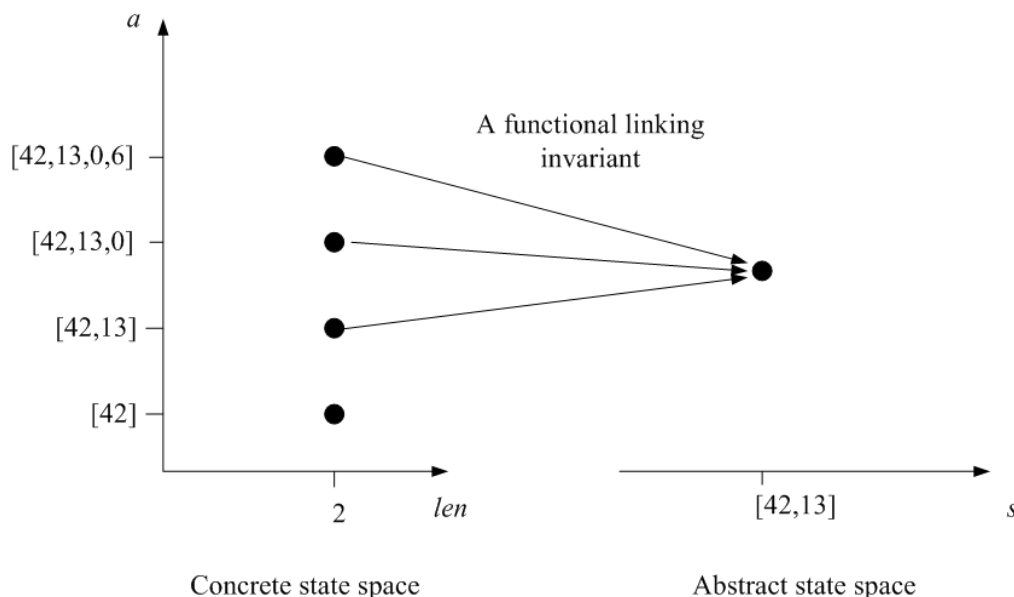 a
A functional linking
invariant
[42,13,0,6]
[42,13,0]
[42,13]
[42]
2
len
[42,13]
s
Concrete state space
Abstract state space